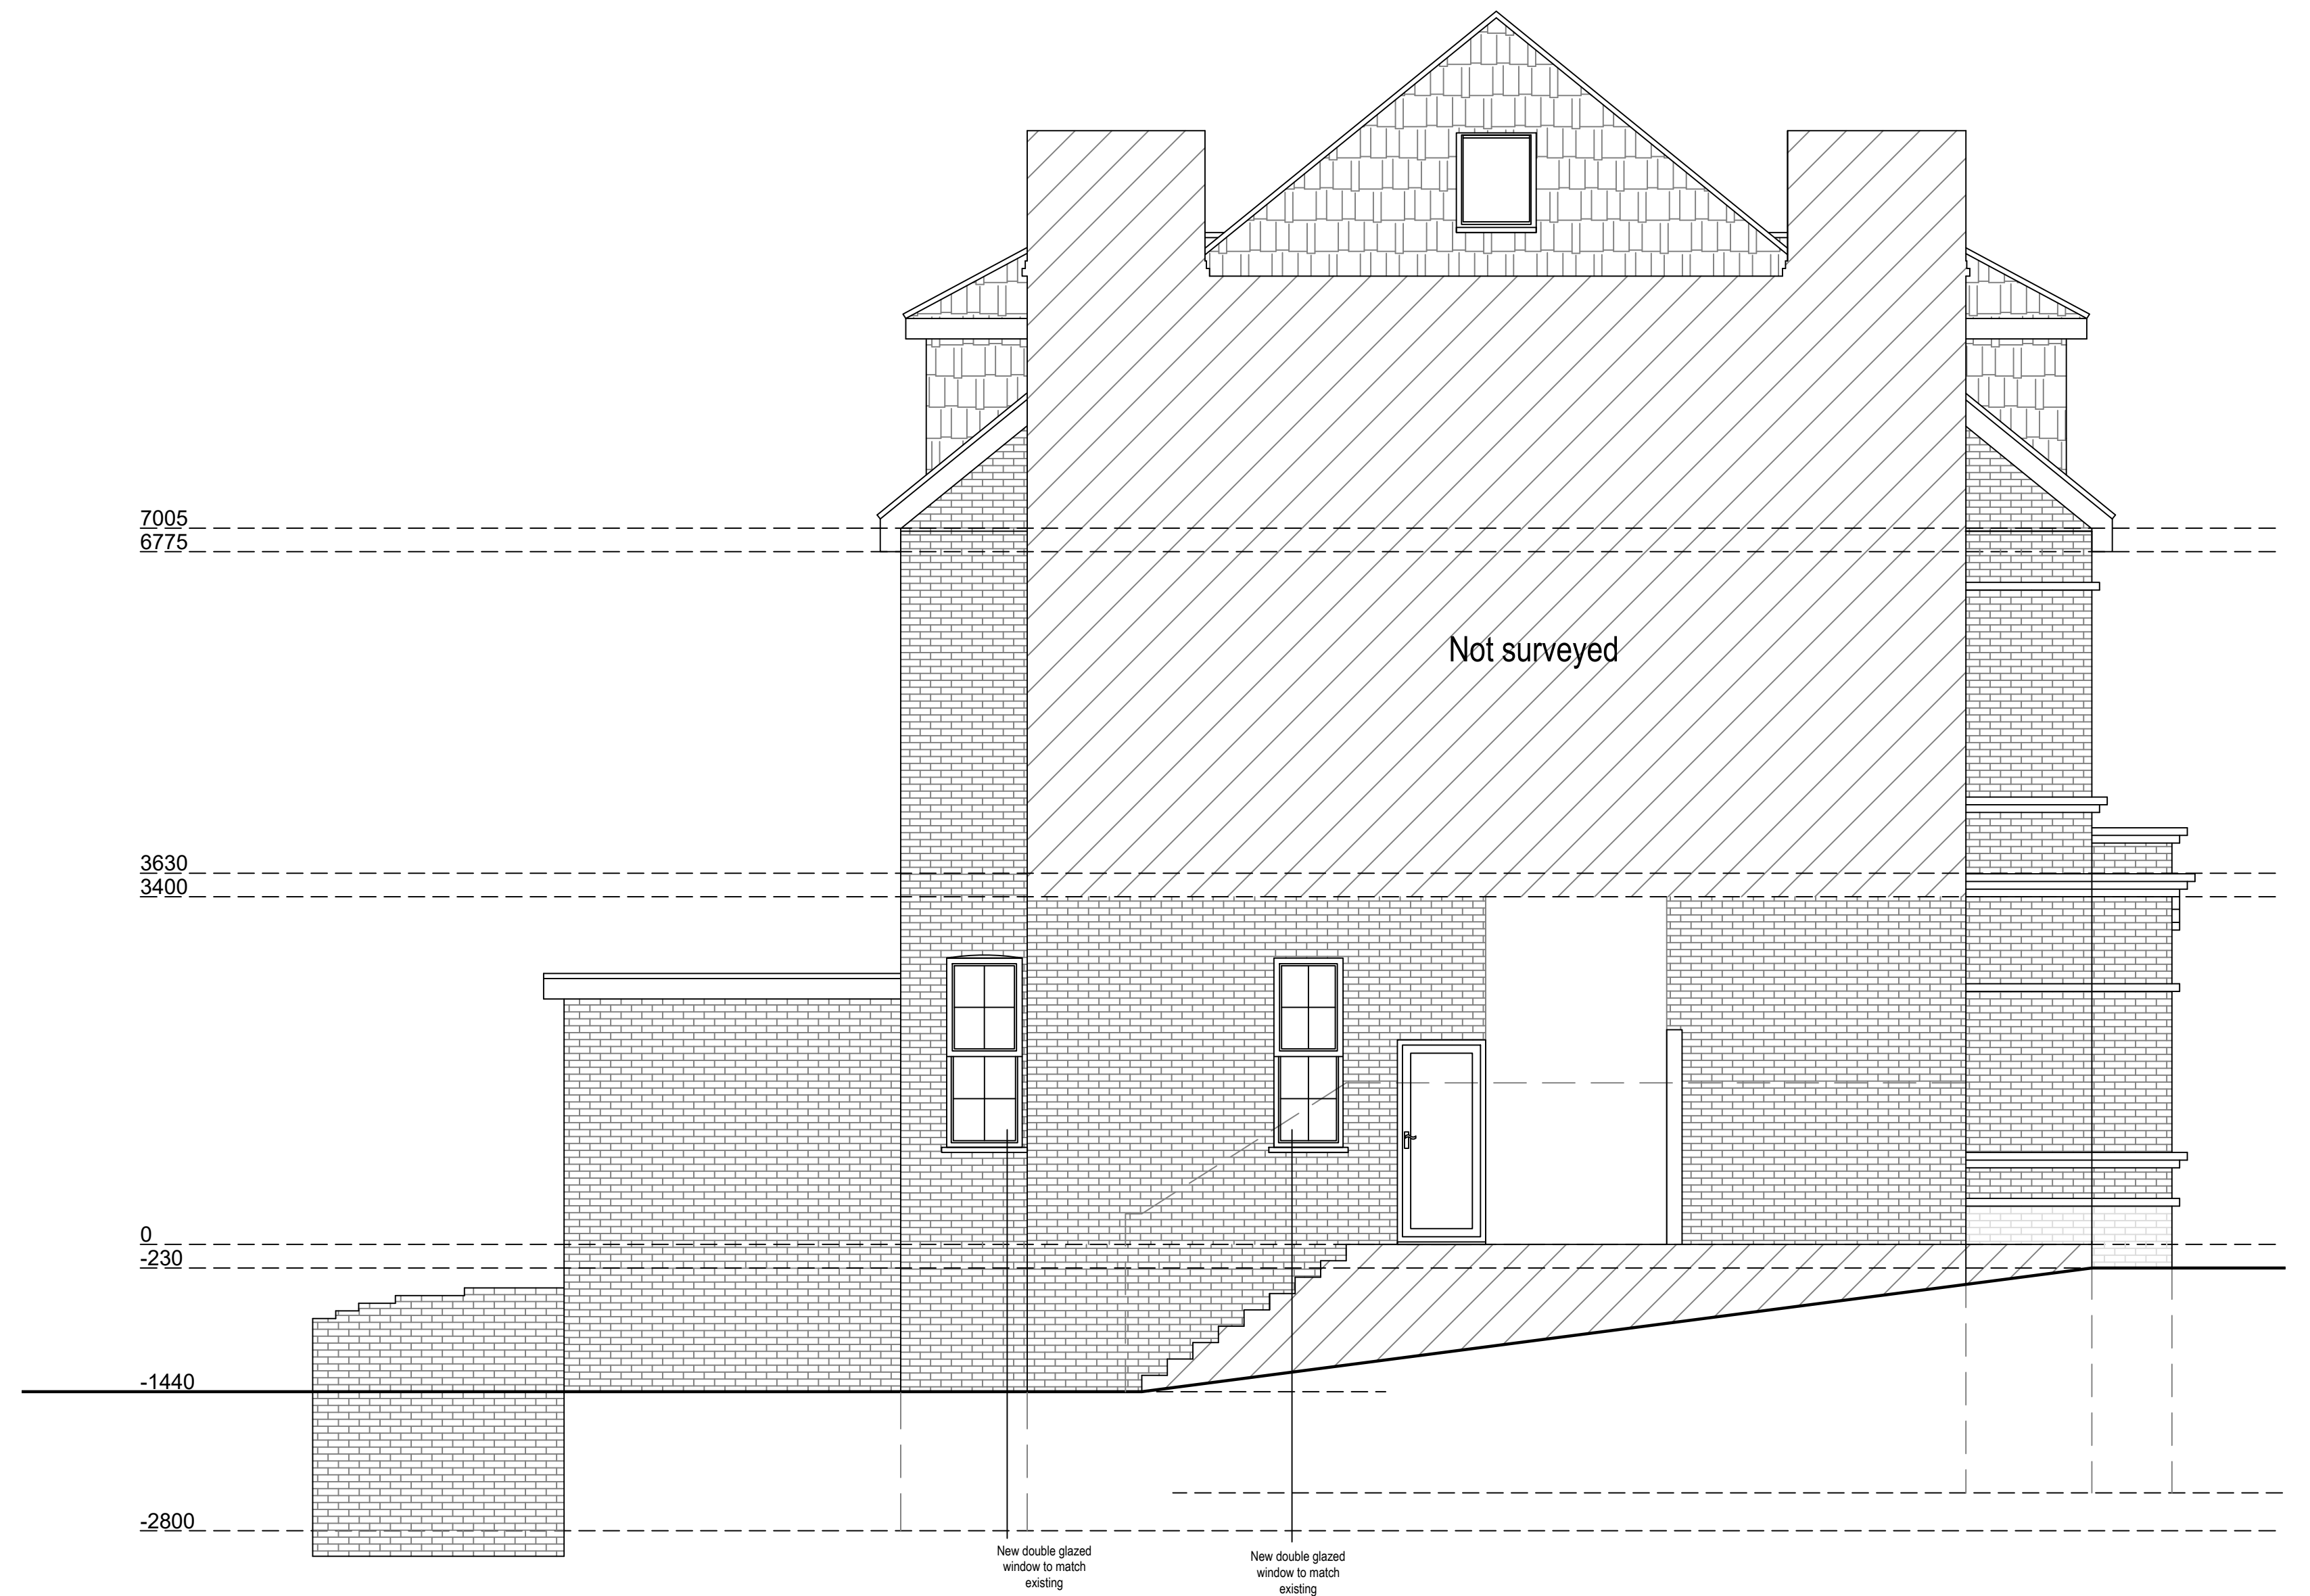 7005
6775
Not surveyed
3630
3400
0
-230
-1440
-2800
New double glazed
window to match
existing
New double glazed
window to match
existing